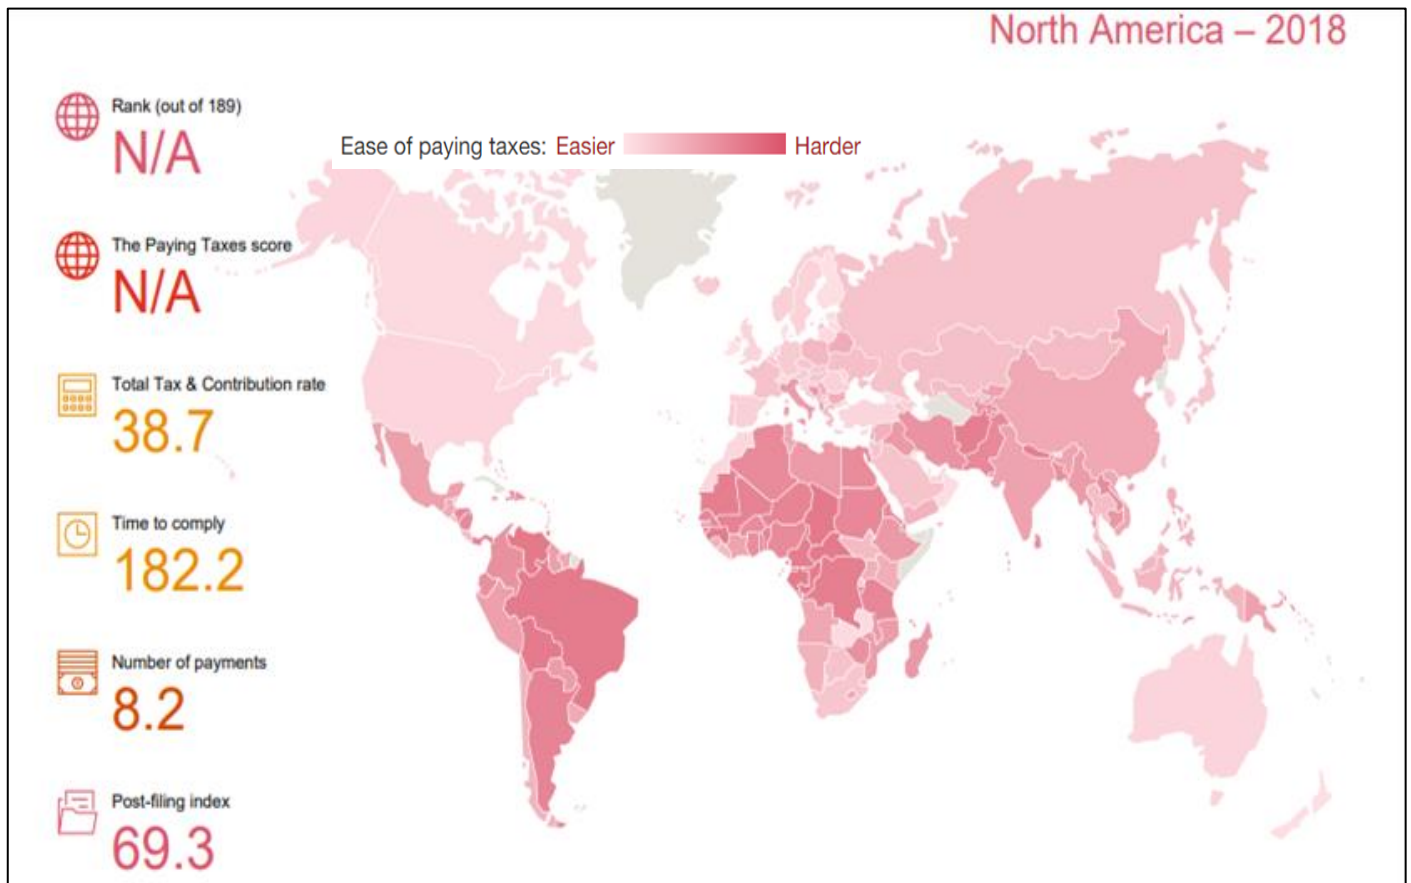 North America – 2018
Rank (out of 189)
N/A
Ease of paying taxes: Easier Harder
The Paying Taxes score
N/A
Total Tax & Contribution rate
38.7
Time to comply
182.2
Number of payments
8.2
Post-filing index
69.3